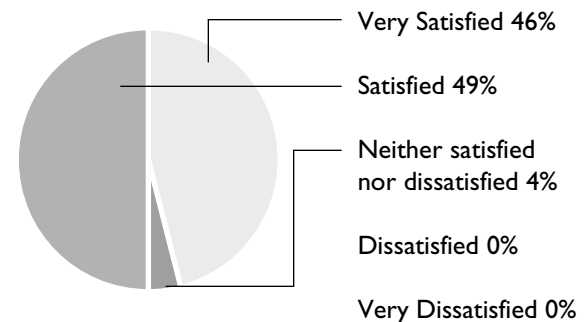 Very Satisfied 46%
Satisfied 49%
Neither satisfied
nor dissatisfied 4%
Dissatisfied 0%
Very Dissatisfied 0%